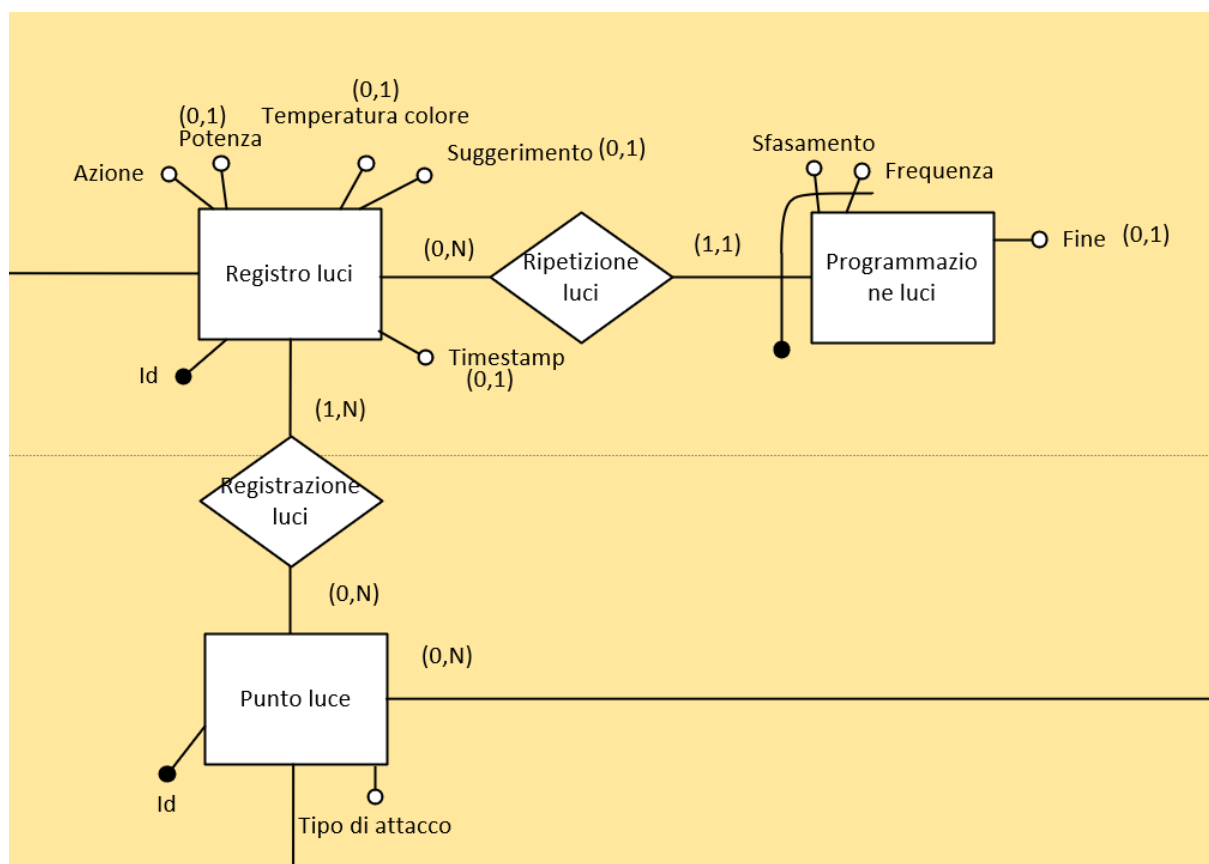 (0,1)
(0,1)
Temperatura colore
Potenza
Suggerimento (0,1)
Azione
Sfasamento
Frequenza
Registro luci
(0,N)
Ripetizione
luci
(1,1)
Programmazio
ne luci
Fine (0,1)
Id
Timestamp
(0,1)
(1,N)
Registrazione
luci
(0,N)
(0,N)
Punto luce
Id
Tipo di attacco